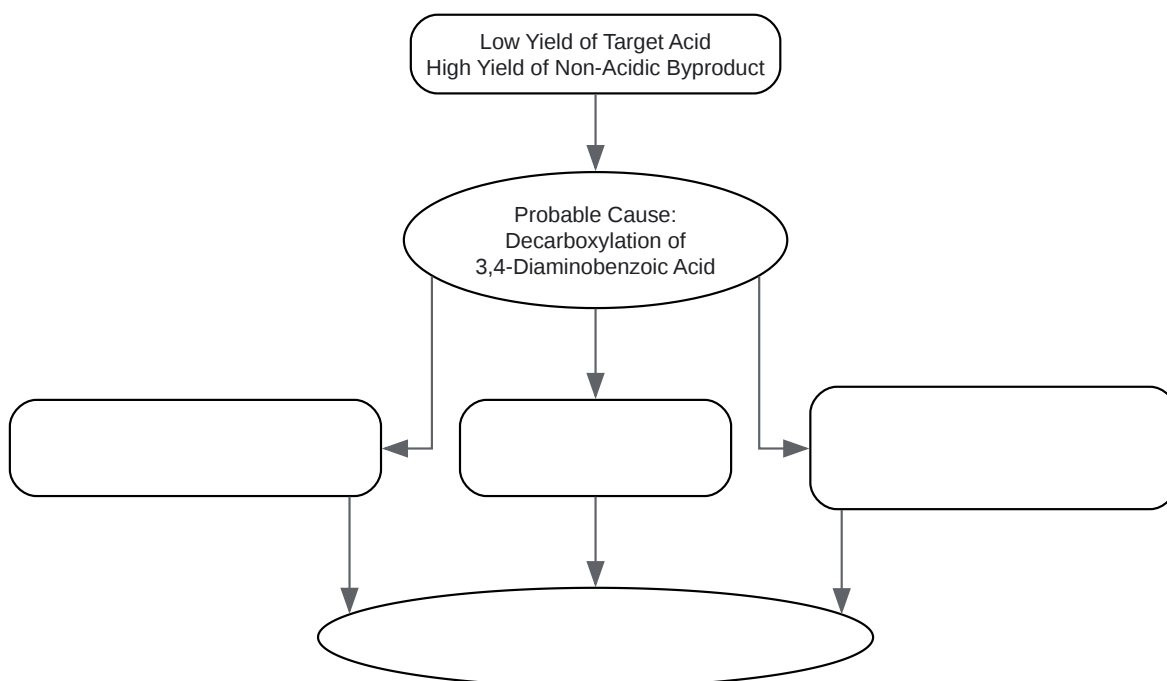 Low Yield of Target Acid
High Yield of Non-Acidic Byproduct
Probable Cause:
Decarboxylation of
3,4-Diaminobenzoic Acid